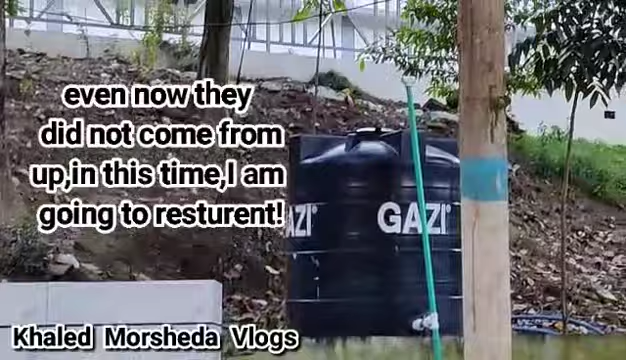 even now they
did not come from
up,in this time,I am
going to resturent!
AZI
GAZI
Khaled Morsheda Vlogs